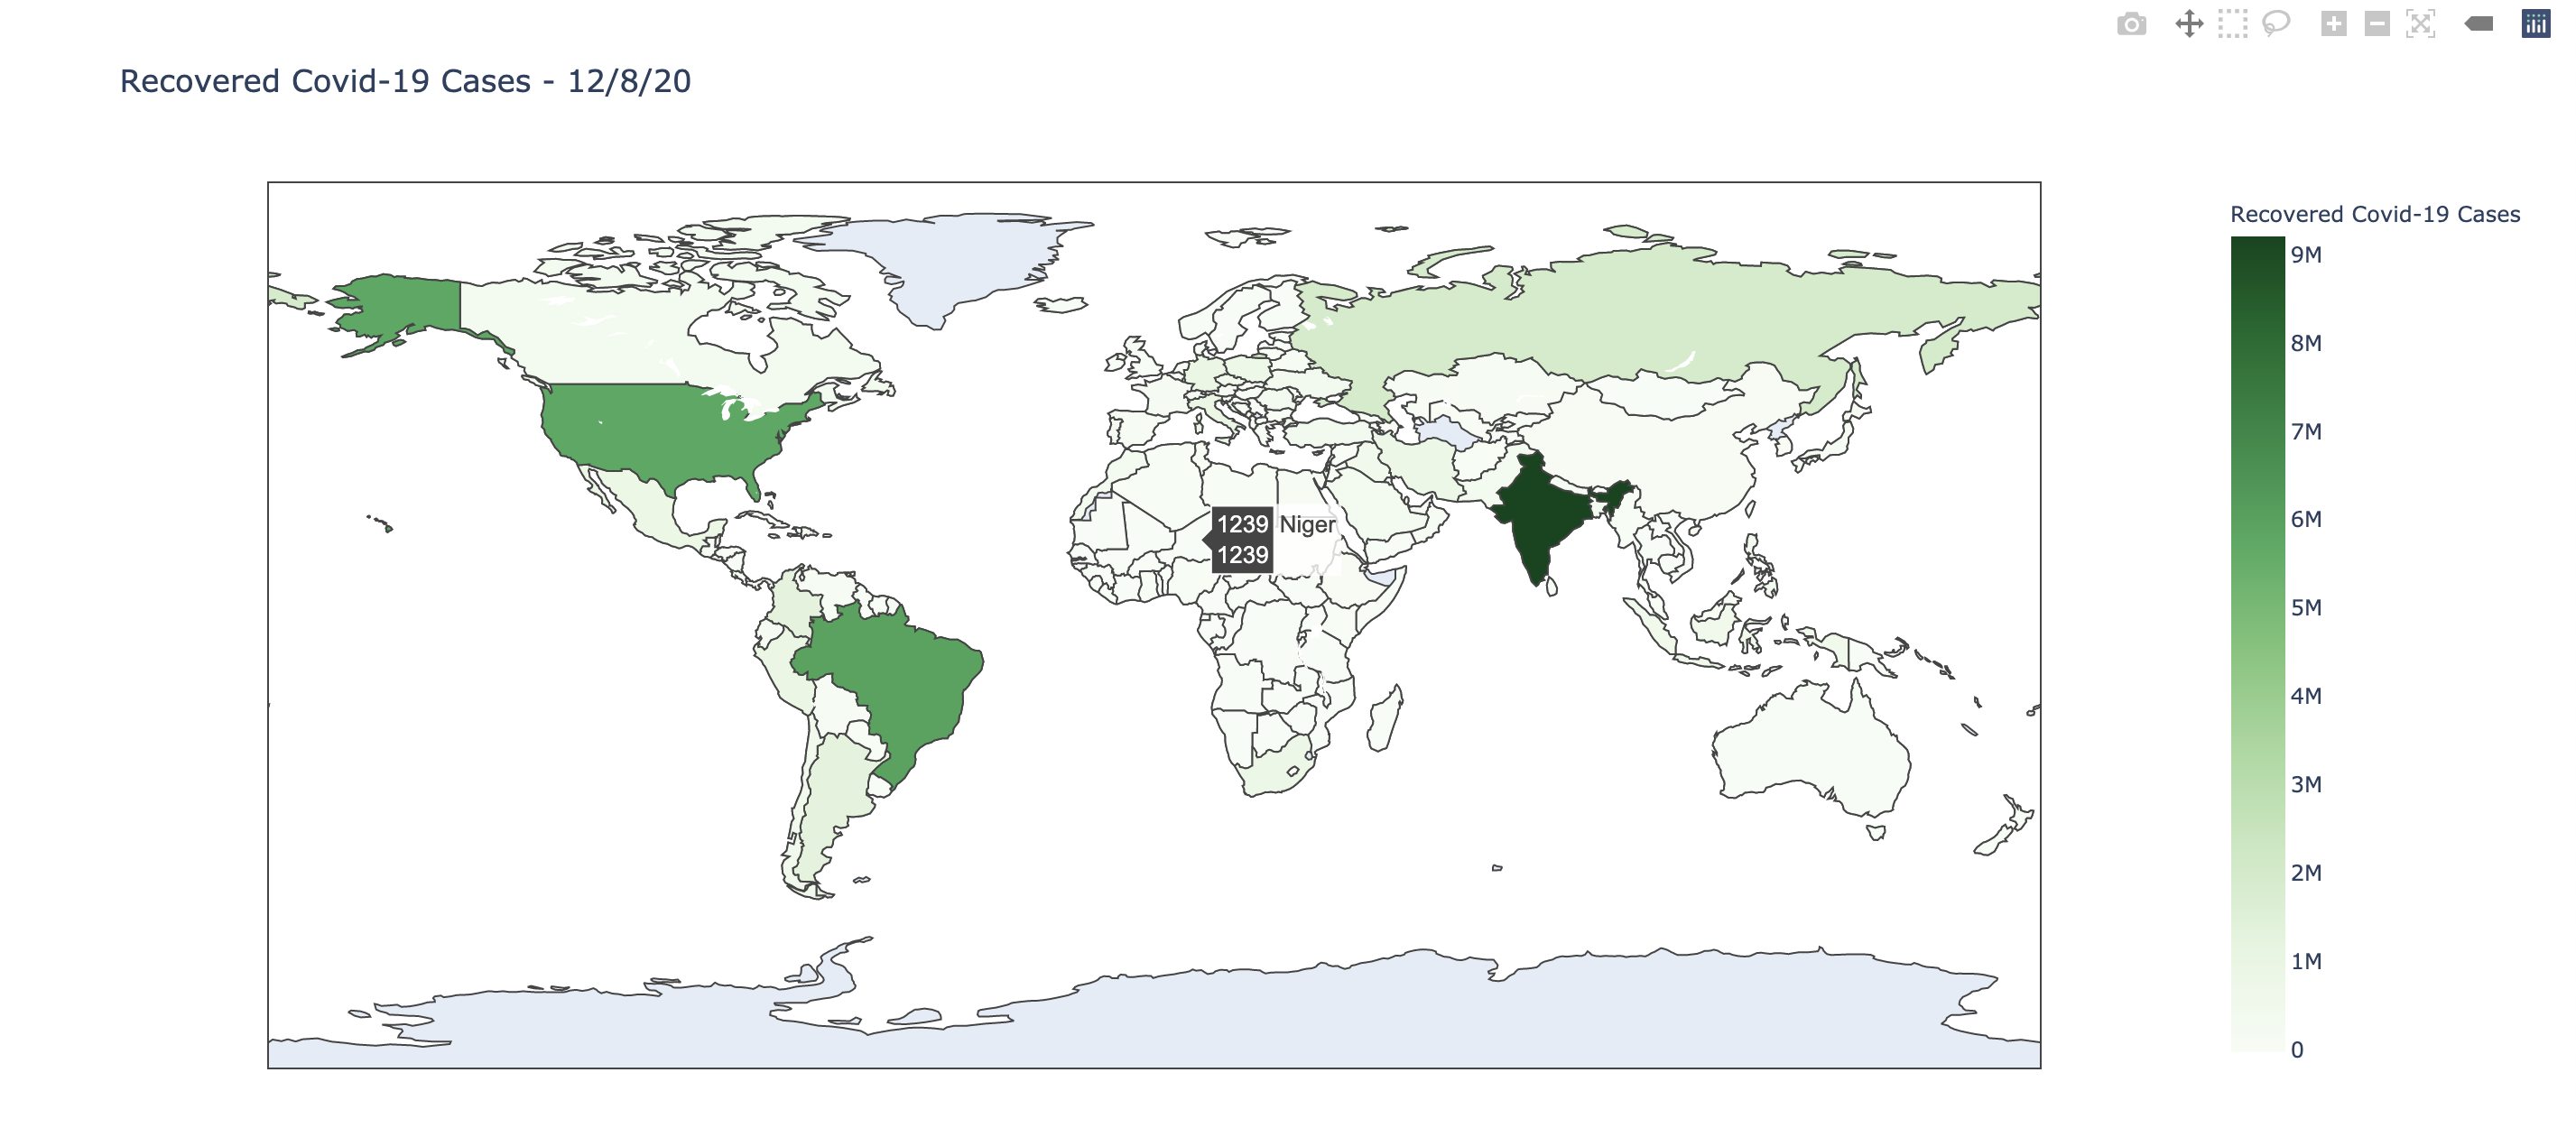 Recovered Covid-19 Cases - 12/8/20
Recovered Covid-19 Cases
9M
8M
7M
6M
5M
4M
3M
2M
1M
0
1239 Niger
1239